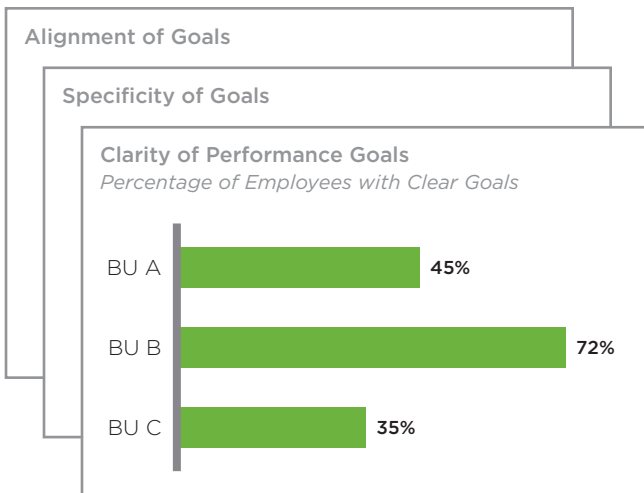 Alignment of Goals
Specificity of Goals
Clarity of Performance Goals
Percentage of Employees with Clear Goals
BU A
45%
BU B
72%
BU C
35%